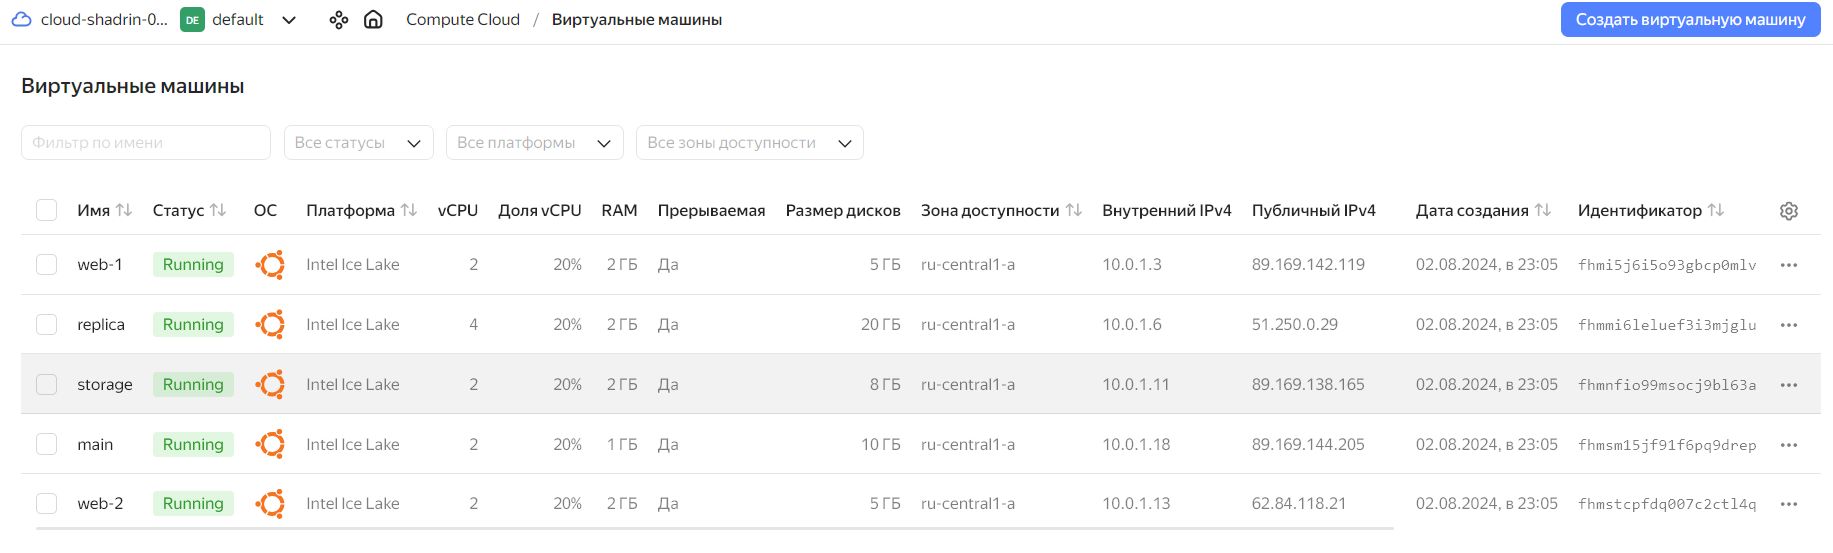 cloud-shadrin-0... DE default Compute Cloud / Виртуальные машины Создать виртуальную машину
Виртуальные машины
Фильтр по имени Все статусы Все платформы Все зоны доступности
Имя Статус ОС Платформа vCPU Доля vCPU RAM Прерываемая Размер дисков Зона доступности Внутренний IPv4 Публичный IPv4 Дата создания Идентификатор
web-1 Running Intel Ice Lake 2 20% 2 ГБ Да 5 ГБ ru-central1-a 10.0.1.3 89.169.142.119 02.08.2024, в 23:05 fhmi5j6i5o93gbcp0mlv
replica Running Intel Ice Lake 4 20% 2 ГБ Да 20 ГБ ru-central1-a 10.0.1.6 51.250.0.29 02.08.2024, в 23:05 fhmmi6leluef3i3mjglu
storage Running Intel Ice Lake 2 20% 2 ГБ Да 8 ГБ ru-central1-a 10.0.1.11 89.169.138.165 02.08.2024, в 23:05 fhmnfio99msocj9bl63a
main Running Intel Ice Lake 2 20% 1 ГБ Да 10 ГБ ru-central1-a 10.0.1.18 89.169.144.205 02.08.2024, в 23:05 fhmsm15jf91f6pq9drep
web-2 Running Intel Ice Lake 2 20% 2 ГБ Да 5 ГБ ru-central1-a 10.0.1.13 62.84.118.21 02.08.2024, в 23:05 fhmstcpfdq007c2ctl4q